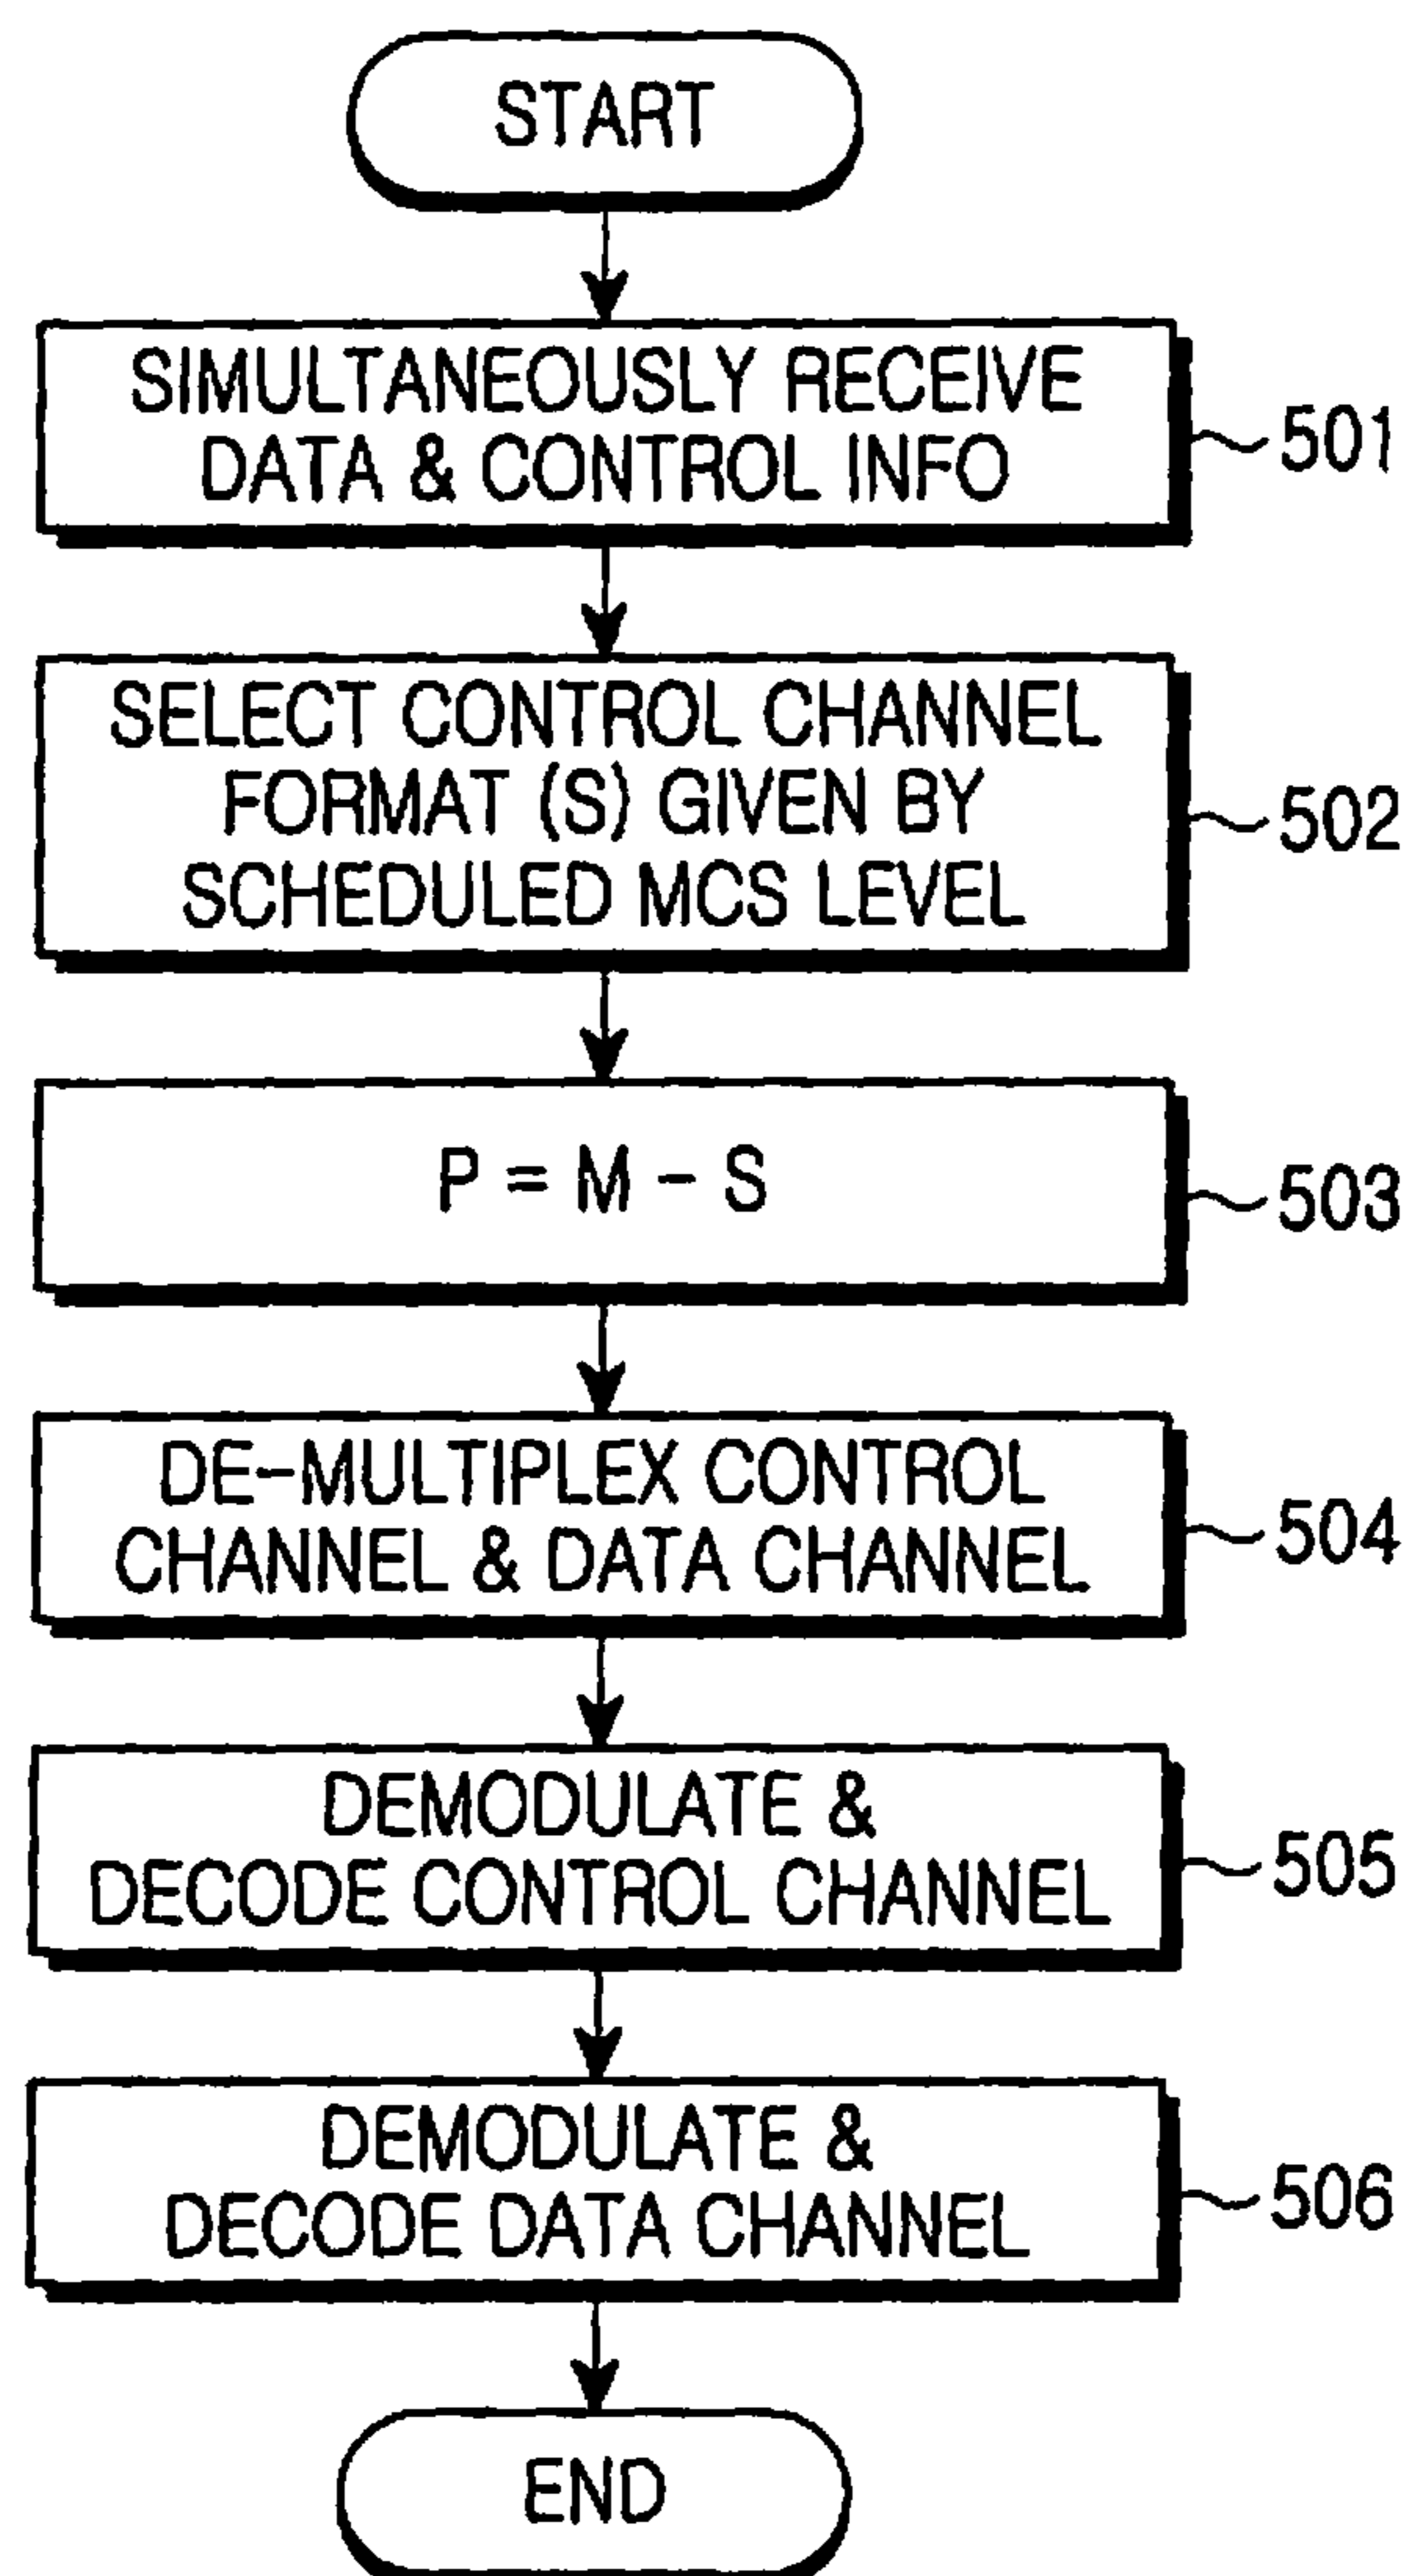 START
SIMULTANEOUSLY RECEIVE
DATA & CONTROL INFO
501
SELECT CONTROL CHANNEL
FORMAT (S) GIVEN BY
SCHEDULED MCS LEVEL
502
P = M - S
503
DE-MULTIPLEX CONTROL
CHANNEL & DATA CHANNEL
504
DEMODULATE &
DECODE CONTROL CHANNEL
505
DEMODULATE &
DECODE DATA CHANNEL
506
END